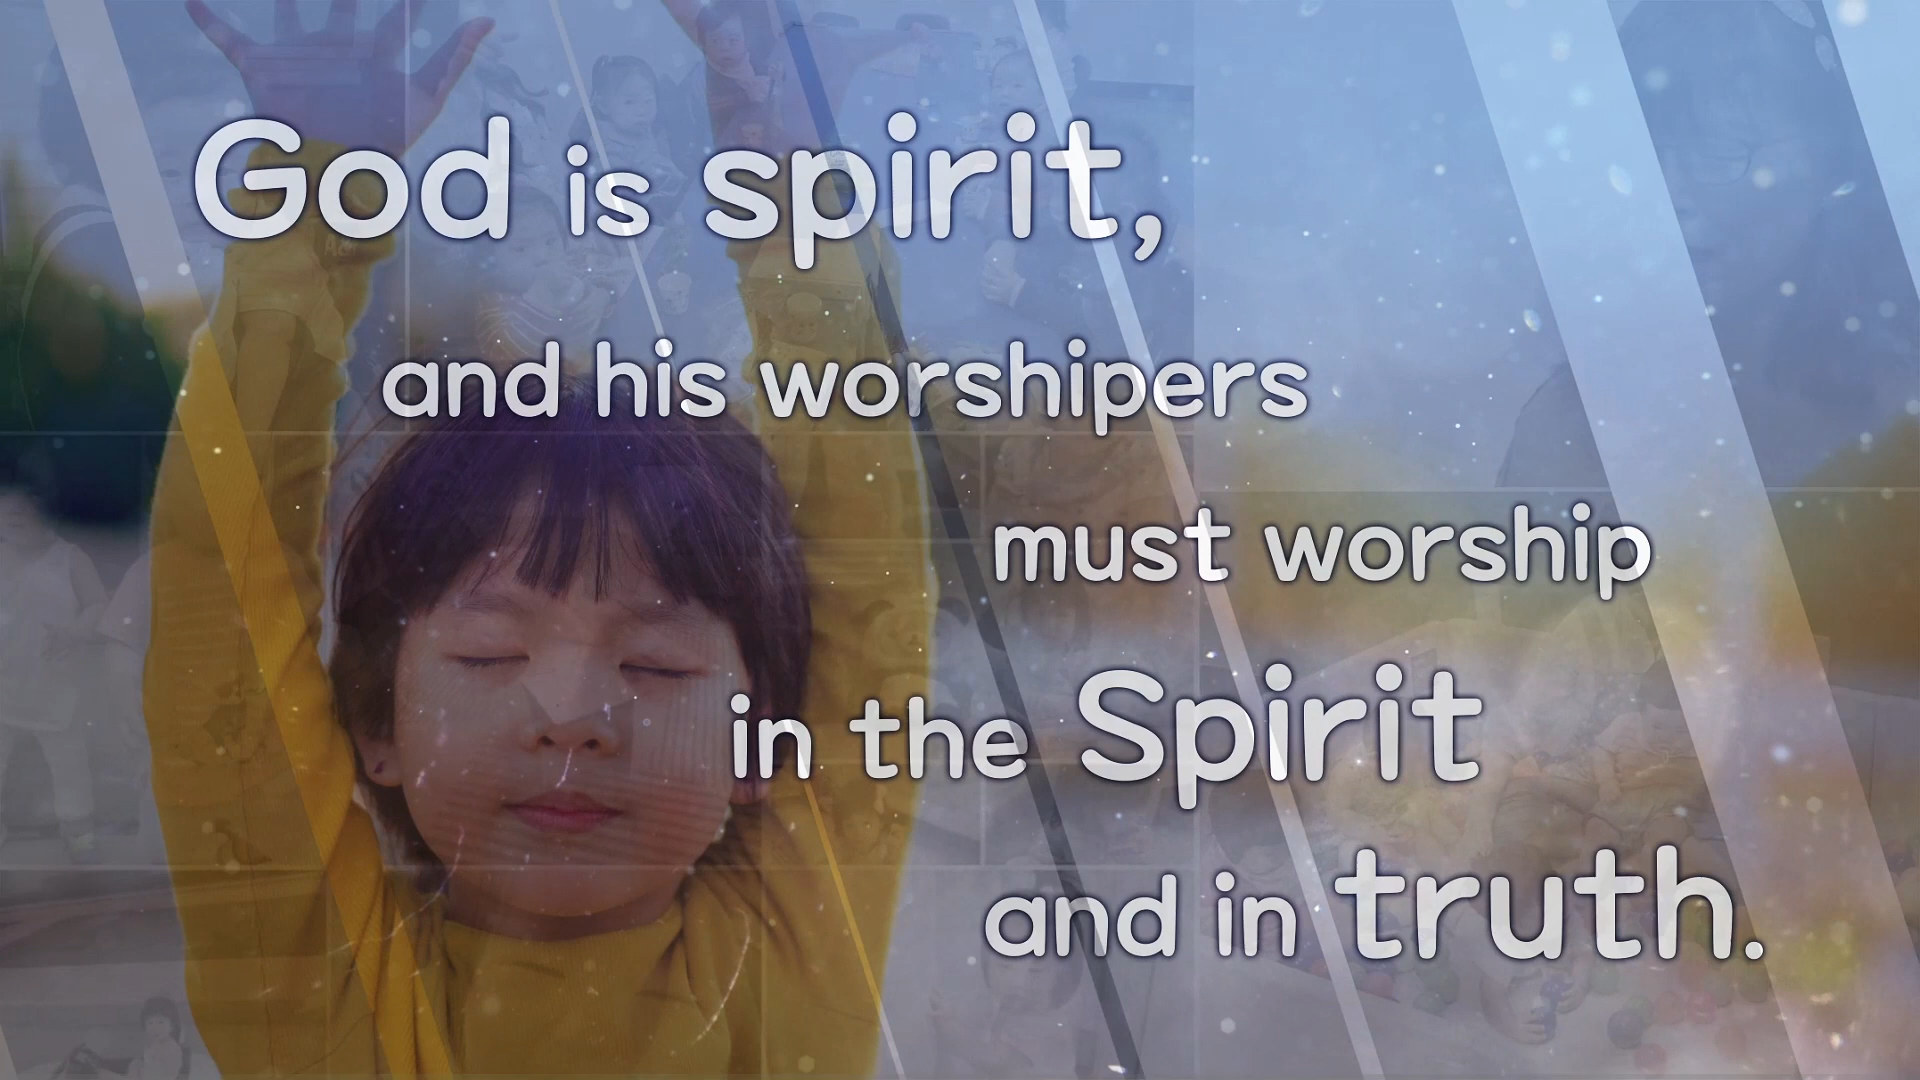 God is spirit,
and his worshipers
must worship
in the Spirit
and in truth.